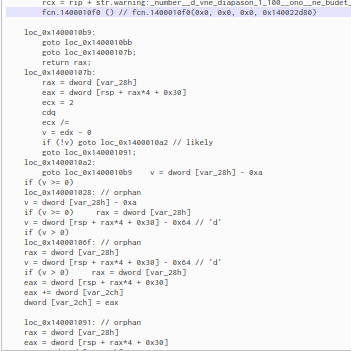 rcx = rip + str.warning:_number__d_vne_diapason_1_100__ono__ne_budet_
fcn.1400010f0 () // fcn.1400010f0(0x0, 0x0, 0x0, 0x140022d80)
loc_0x1400010b9:
goto loc_0x1400010bb
goto loc_0x14000107b;
return rax;
loc_0x14000107b:
rax = dword [var_28h]
eax = dword [rsp + rax*4 + 0x30]
ecx = 2
cdq
ecx /=
v = edx - 0
if (!v) goto loc_0x1400010a2 // likely
goto loc_0x140001091;
loc_0x1400010a2:
goto loc_0x1400010b9 v = dword [var_28h] - 0xa
if (v >= 0)
loc_0x140001028: // orphan
v = dword [var_28h] - 0xa
if (v >= 0) rax = dword [var_28h]
v = dword [rsp + rax*4 + 0x30] - 0x64 // 'd'
if (v > 0)
loc_0x14000106f: // orphan
rax = dword [var_28h]
v = dword [rsp + rax*4 + 0x30] - 0x64 // 'd'
if (v > 0) rax = dword [var_28h]
eax = dword [rsp + rax*4 + 0x30]
eax += dword [var_2ch]
dword [var_2ch] = eax
loc_0x140001091: // orphan
rax = dword [var_28h]
eax = dword [rsp + rax*4 + 0x30]